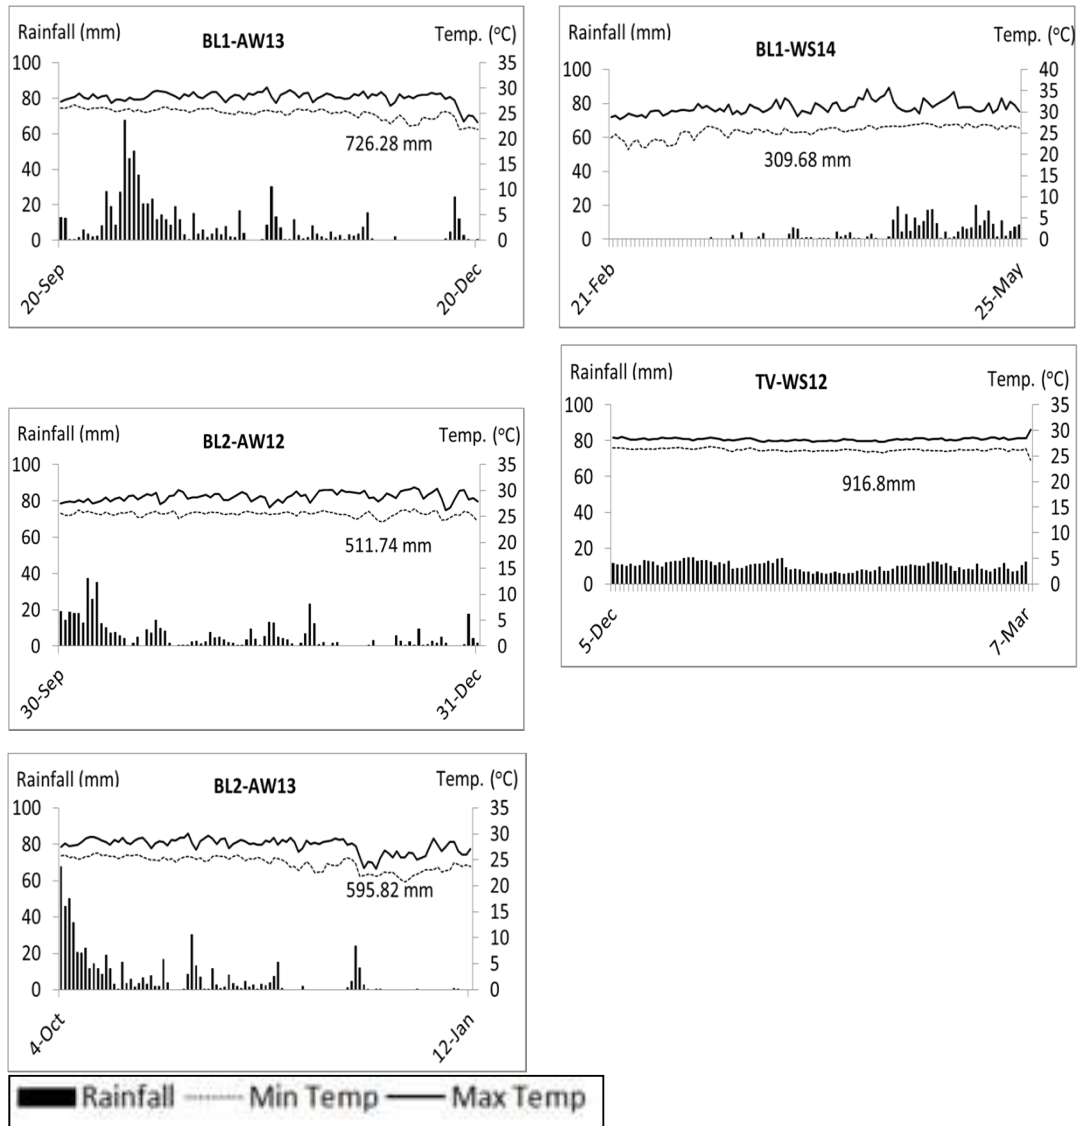 Rainfall (mm) BL1-AW13 Temp. (°C)
100 35
80 30
60 25
40 20
20 15
0 10
5
0
726.28 mm
20-Sep 20-Dec
Rainfall (mm) BL1-WS14 Temp. (°C)
100 40
80 35
60 30
40 25
20 20
0 15
10
5
0
309.68 mm
21-Feb 25-May
Rainfall (mm) TV-WS12 Temp. (°C)
100 35
80 30
60 25
40 20
20 15
0 10
5
0
916.8mm
5-Dec 7-Mar
Rainfall (mm) BL2-AW12 Temp. (°C)
100 35
80 30
60 25
40 20
20 15
0 10
5
0
511.74 mm
30-Sep 31-Dec
Rainfall (mm) BL2-AW13 Temp. (°C)
100 35
80 30
60 25
40 20
20 15
0 10
5
0
595.82 mm
4-Oct 12-Jan
Rainfall Min Temp Max Temp